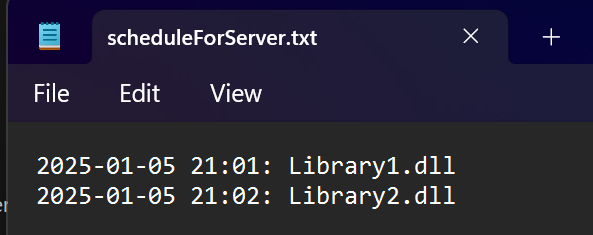 scheduleForServer.txt
File Edit View
2025-01-05 21:01: Library1.dll
2025-01-05 21:02: Library2.dll